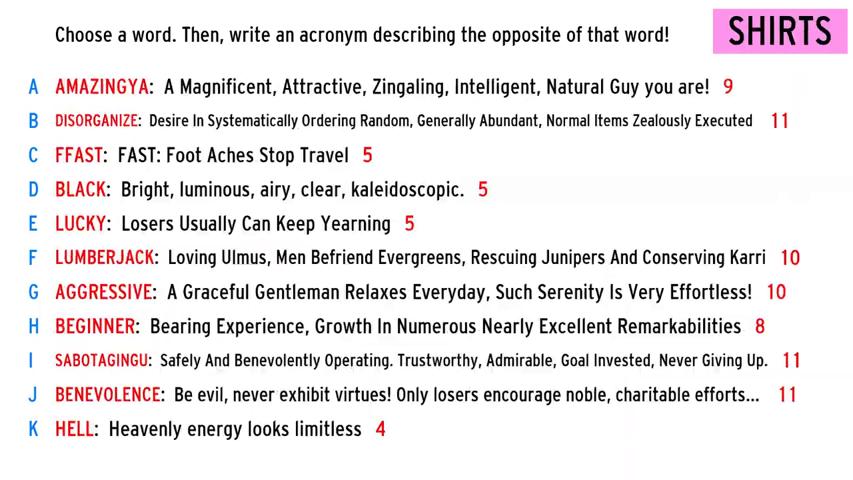 Choose a word. Then, write an acronym describing the opposite of that word!
SHIRTS
A AMAZINGYA: A Magnificent, Attractive, Zingaling, Intelligent, Natural Guy you are! 9
B DISORGANIZE: Desire In Systematically Ordering Random, Generally Abundant, Normal Items Zealously Executed 11
C FFAST: FAST: Foot Aches Stop Travel 5
D BLACK: Bright, luminous, airy, clear, kaleidoscopic. 5
E LUCKY: Losers Usually Can Keep Yearning 5
F LUMBERJACK: Loving Ulmus, Men Befriend Evergreens, Rescuing Junipers And Conserving Karri 10
G AGGRESSIVE: A Graceful Gentleman Relaxes Everyday, Such Serenity Is Very Effortless! 10
H BEGINNER: Bearing Experience, Growth In Numerous Nearly Excellent Remarkabilities 8
I SABOTAGINGU: Safely And Benevolently Operating. Trustworthy, Admirable, Goal Invested, Never Giving Up. 11
J BENEVOLENCE: Be evil, never exhibit virtues! Only losers encourage noble, charitable efforts... 11
K HELL: Heavenly energy looks limitless 4